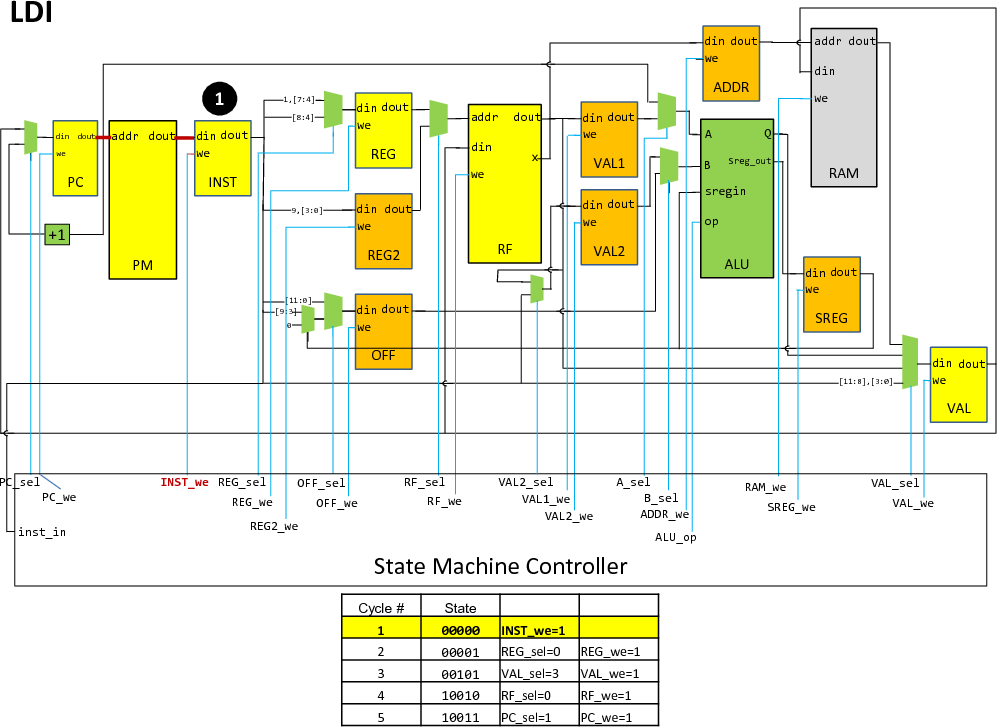 LDI
1
din dout
we
PC
addr dout
PM
din dout
we
INST
+1
1,[7:4]
[8:4]
din dout
we
REG
9,[3:0]
din dout
we
REG2
[11:0]
[9:3]
0
din dout
we
OFF
addr dout
din
we
x
RF
din dout
we
VAL1
din dout
we
VAL2
din dout
we
ADDR
A
Q
B
Sreg_out
sregin
op
ALU
addr dout
din
we
RAM
din dout
we
SREG
[11:8],[3:0]
din dout
we
VAL
PC_sel
PC_we
INST_we
REG_sel
REG_we
REG2_we
OFF_sel
OFF_we
RF_sel
RF_we
VAL2_sel
VAL1_we
VAL2_we
A_sel
B_sel
ADDR_we
ALU_op
RAM_we
SREG_we
VAL_sel
VAL_we
inst_in
State Machine Controller
Cycle # State
1 00000 INST_we=1
2 00001 REG_sel=0 REG_we=1
3 00101 VAL_sel=3 VAL_we=1
4 10010 RF_sel=0 RF_we=1
5 10011 PC_sel=1 PC_we=1